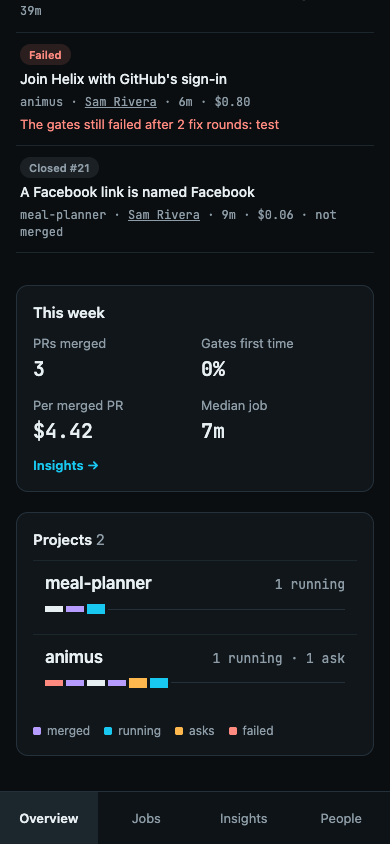 39m
Failed
Join Helix with GitHub's sign-in
animus · Sam Rivera · 6m · $0.80
The gates still failed after 2 fix rounds: test
Closed #21
A Facebook link is named Facebook
meal-planner · Sam Rivera · 9m · $0.06 · not
merged
This week
PRs merged
Gates first time
3
0%
Per merged PR
Median job
$4.42
7m
Insights →
Projects 2
meal-planner
1 running
animus
1 running · 1 ask
merged
running
asks
failed
Overview
Jobs
Insights
People